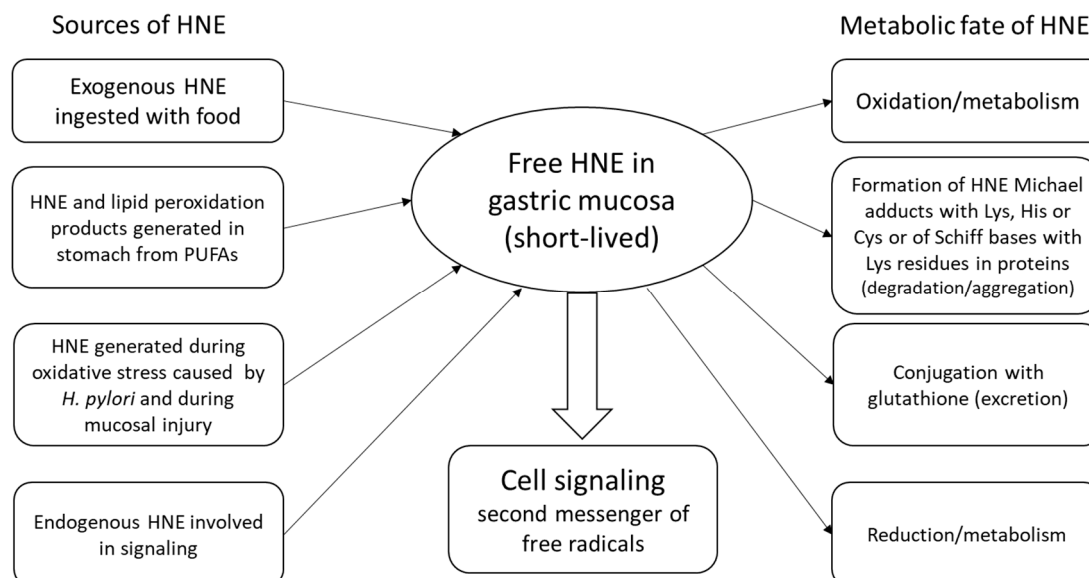 Sources of HNE
Exogenous HNE
ingested with food
HNE and lipid peroxidation
products generated in
stomach from PUFAs
HNE generated during
oxidative stress caused by
H. pylori and during
mucosal injury
Endogenous HNE involved
in signaling
Free HNE in
gastric mucosa
(short-lived)
Cell signaling
second messenger of
free radicals
Metabolic fate of HNE
Oxidation/metabolism
Formation of HNE Michael
adducts with Lys, His or
Cys or of Schiff bases with
Lys residues in proteins
(degradation/aggregation)
Conjugation with
glutathione (excretion)
Reduction/metabolism